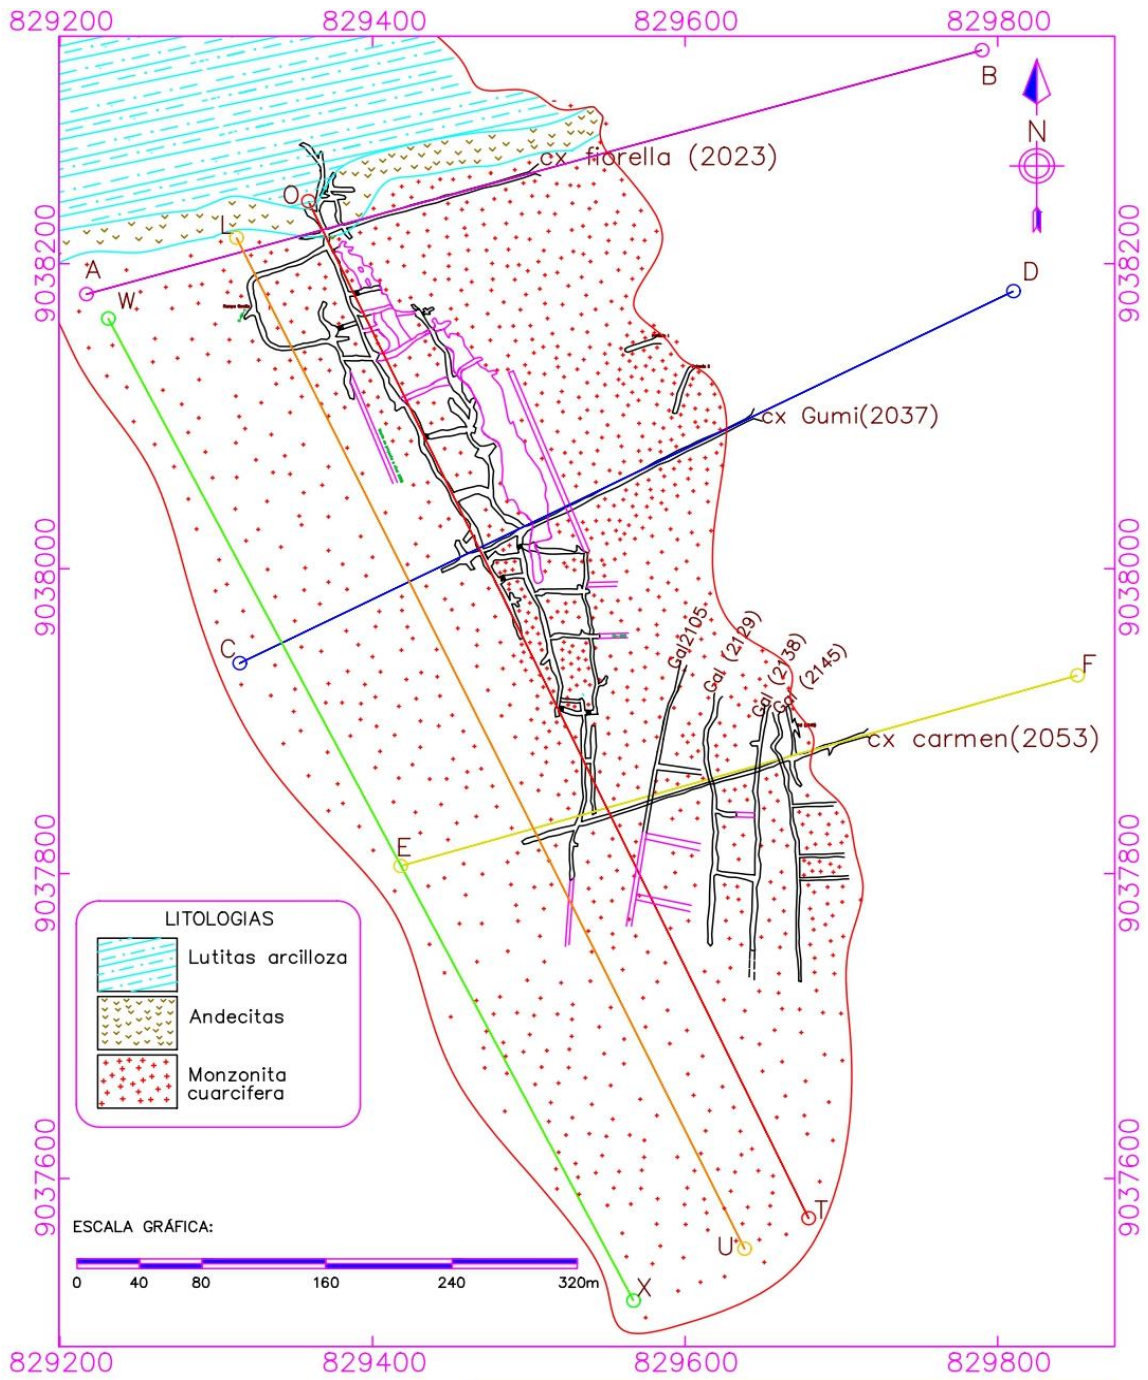 829200 829400 829600 829800
B
N
cx fiorella (2023)
O
L
9038200 9038200
A
W
D
cx Gumi(2037)
9038000 9038000
C
Gal2105
Gal (2129)
Gal (2138)
Gal (2145)
F
cx carmen(2053)
E
9037800 9037800
LITOLOGIAS
Lutitas arcilloza
Andecitas
Monzonita
cuarcifera
9037600 9037600
ESCALA GRÁFICA:
T
U
X
0 40 80 160 240 320m
829200 829400 829600 829800